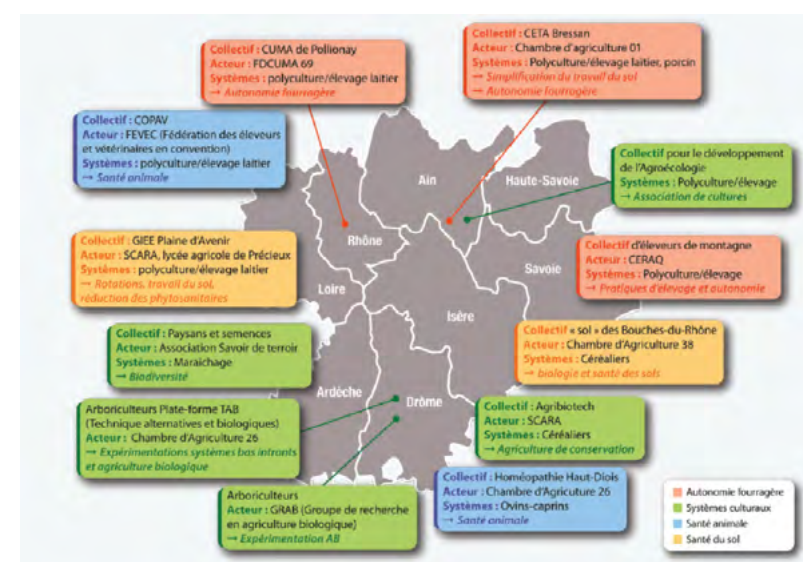 Collectif : CUMA de Pollionay
Acteur : FDCUMA 69
Systèmes : polyculture/élevage laitier
→ Autonomie fourragère
Collectif : CETA Bressan
Acteur : Chambre d'agriculture 01
Systèmes : Polyculture/élevage laitier, porcin
→ Simplification du travail du sol
→ Autonomie fourragère
Collectif : COPAV
Acteur : FEVEC (Fédération des éleveurs
et vétérinaires en convention)
Systèmes : polyculture/élevage laitier
→ Santé animale
Collectif pour le développement
de l'Agroécologie
Systèmes : Polyculture/élevage
→ Association de cultures
Ain
Haute-Savoie
Rhône
Collectif : GIEE Plaine d'Avenir
Acteur : SCARA, lycée agricole de Précieux
Systèmes : polyculture/élevage laitier
→ Rotations, travail du sol,
réduction des phytosanitaires
Collectif d'éleveurs de montagne
Acteur : CERAQ
Systèmes : Polyculture/élevage
→ Pratiques d'élevage et autonomie
Savoie
Loire
Isère
Collectif : Paysans et semences
Acteur : Association Savoir de terroir
Systèmes : Maraichage
→ Biodiversité
Collectif « sol » des Bouches-du-Rhône
Acteur : Chambre d'Agriculture 38
Systèmes : Céréaliers
→ biologie et santé des sols
Ardèche
Drôme
Arboriculteurs Plate-forme TAB
(Technique alternatives et biologiques)
Acteur : Chambre d'Agriculture 26
→ Expérimentations systèmes bas intrants
et agriculture biologique
Collectif : Agribiotech
Acteur : SCARA
Systèmes : Céréaliers
→ Agriculture de conservation
Arboriculteurs
Acteur : GRAB (Groupe de recherche
en agriculture biologique)
→ Expérimentation AB
Collectif : Homéopathie Haut-Diois
Acteur : Chambre d'Agricuture 26
Systèmes : Ovins-caprins
→ Santé animale
Autonomie fourragère
Systèmes culturaux
Santé animale
Santé du sol